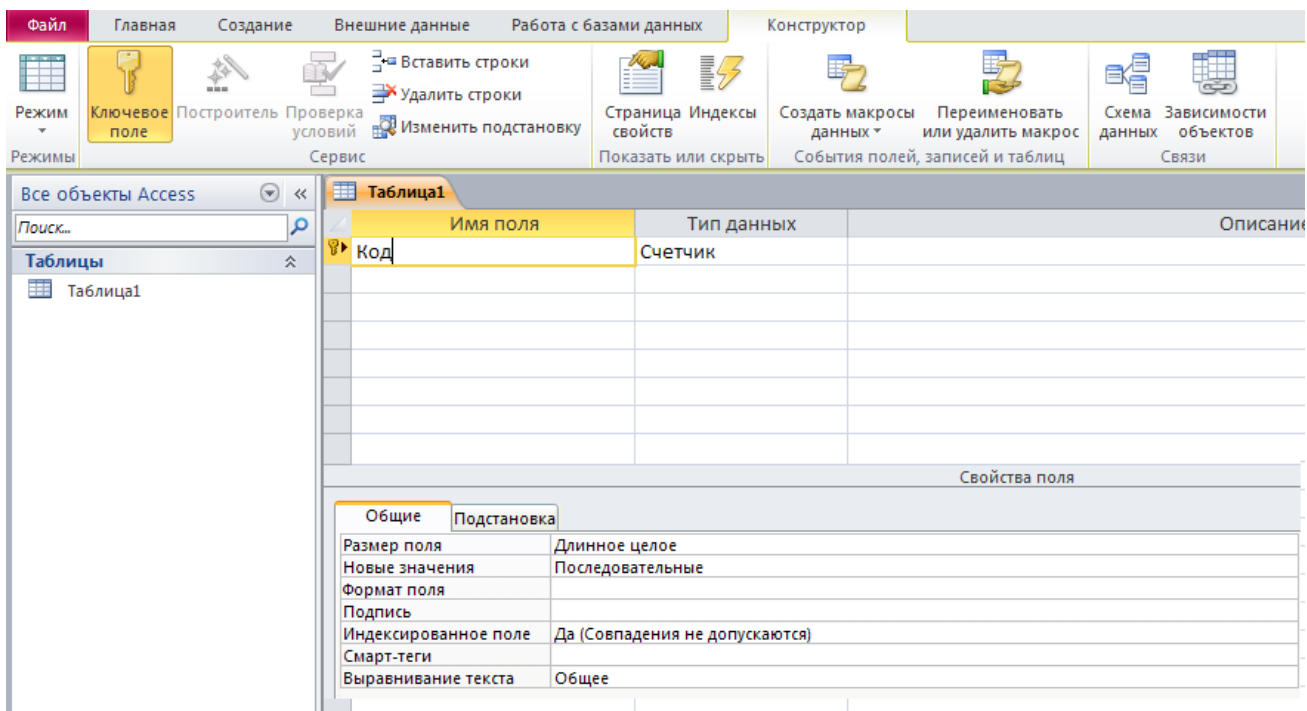 Файл Главная Создание Внешние данные Работа с базами данных Конструктор
Режим
Ключевое поле
Построитель
Проверка условий
Вставить строки
Удалить строки
Изменить подстановку
Страница свойств
Индексы
Создать макросы данных
Переименовать или удалить макрос
Схема данных
Зависимости объектов
Режимы Сервис Показать или скрыть События полей, записей и таблиц Связи
Все объекты Access
Поиск...
Таблицы
Таблица1
Таблица1
Имя поля Тип данных Описание
Код Счетчик
Свойства поля
Общие Подстановка
Размер поля Длинное целое
Новые значения Последовательные
Формат поля
Подпись
Индексированное поле Да (Совпадения не допускаются)
Смарт-теги
Выравнивание текста Общее